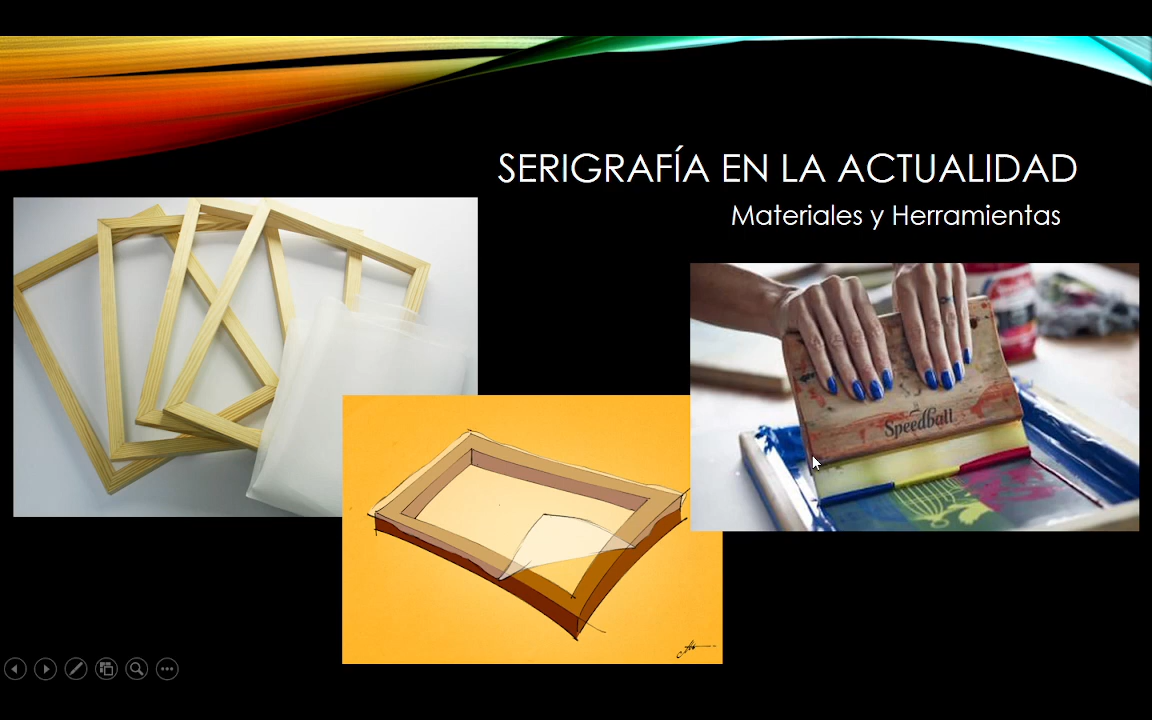 SERIGRAFÍA EN LA ACTUALIDAD
Materiales y Herramientas
Speedball